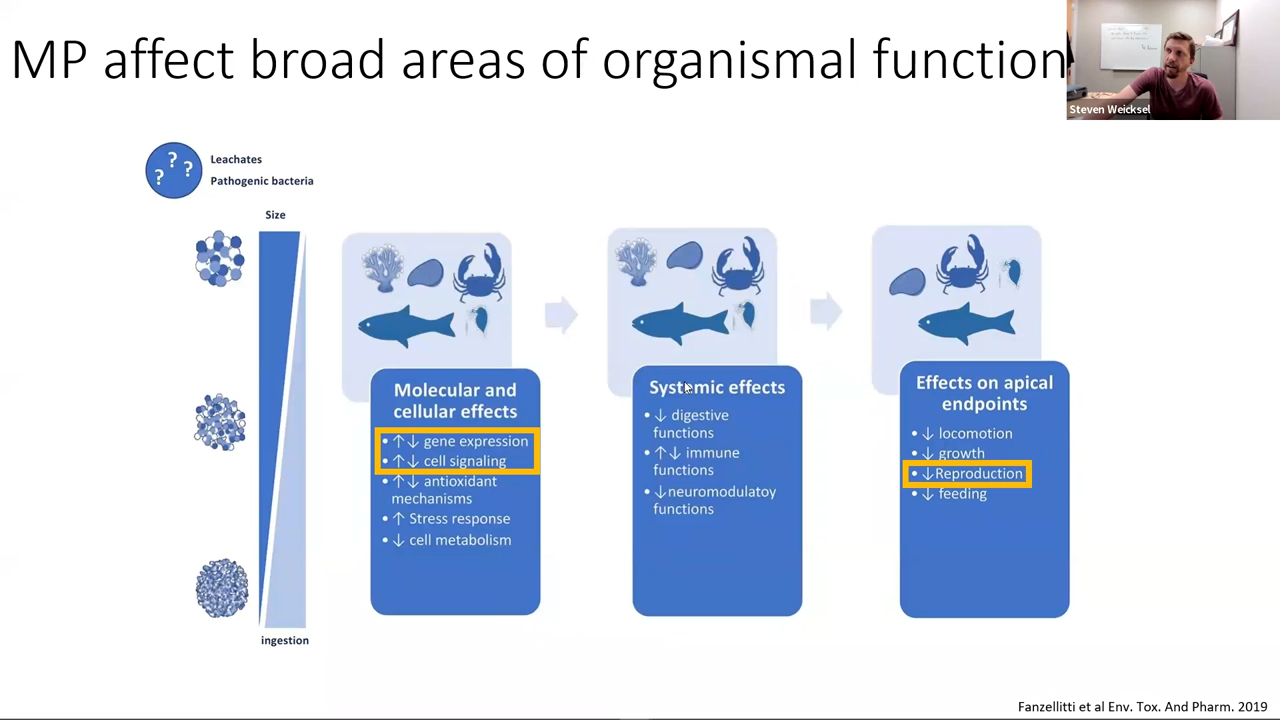 MP affect broad areas of organismal function
Steven Weicksel
? ? ?
Leachates
Pathogenic bacteria
Size
ingestion
Molecular and
cellular effects
• ↑↓ gene expression
• ↑↓ cell signaling
• ↑↓ antioxidant
mechanisms
• ↑ Stress response
• ↓ cell metabolism
Systemic effects
• ↓ digestive
functions
• ↑↓ immune
functions
• ↓neuromodulatoy
functions
Effects on apical
endpoints
• ↓ locomotion
• ↓ growth
• ↓Reproduction
• ↓ feeding
Fanzellitti et al Env. Tox. And Pharm. 2019